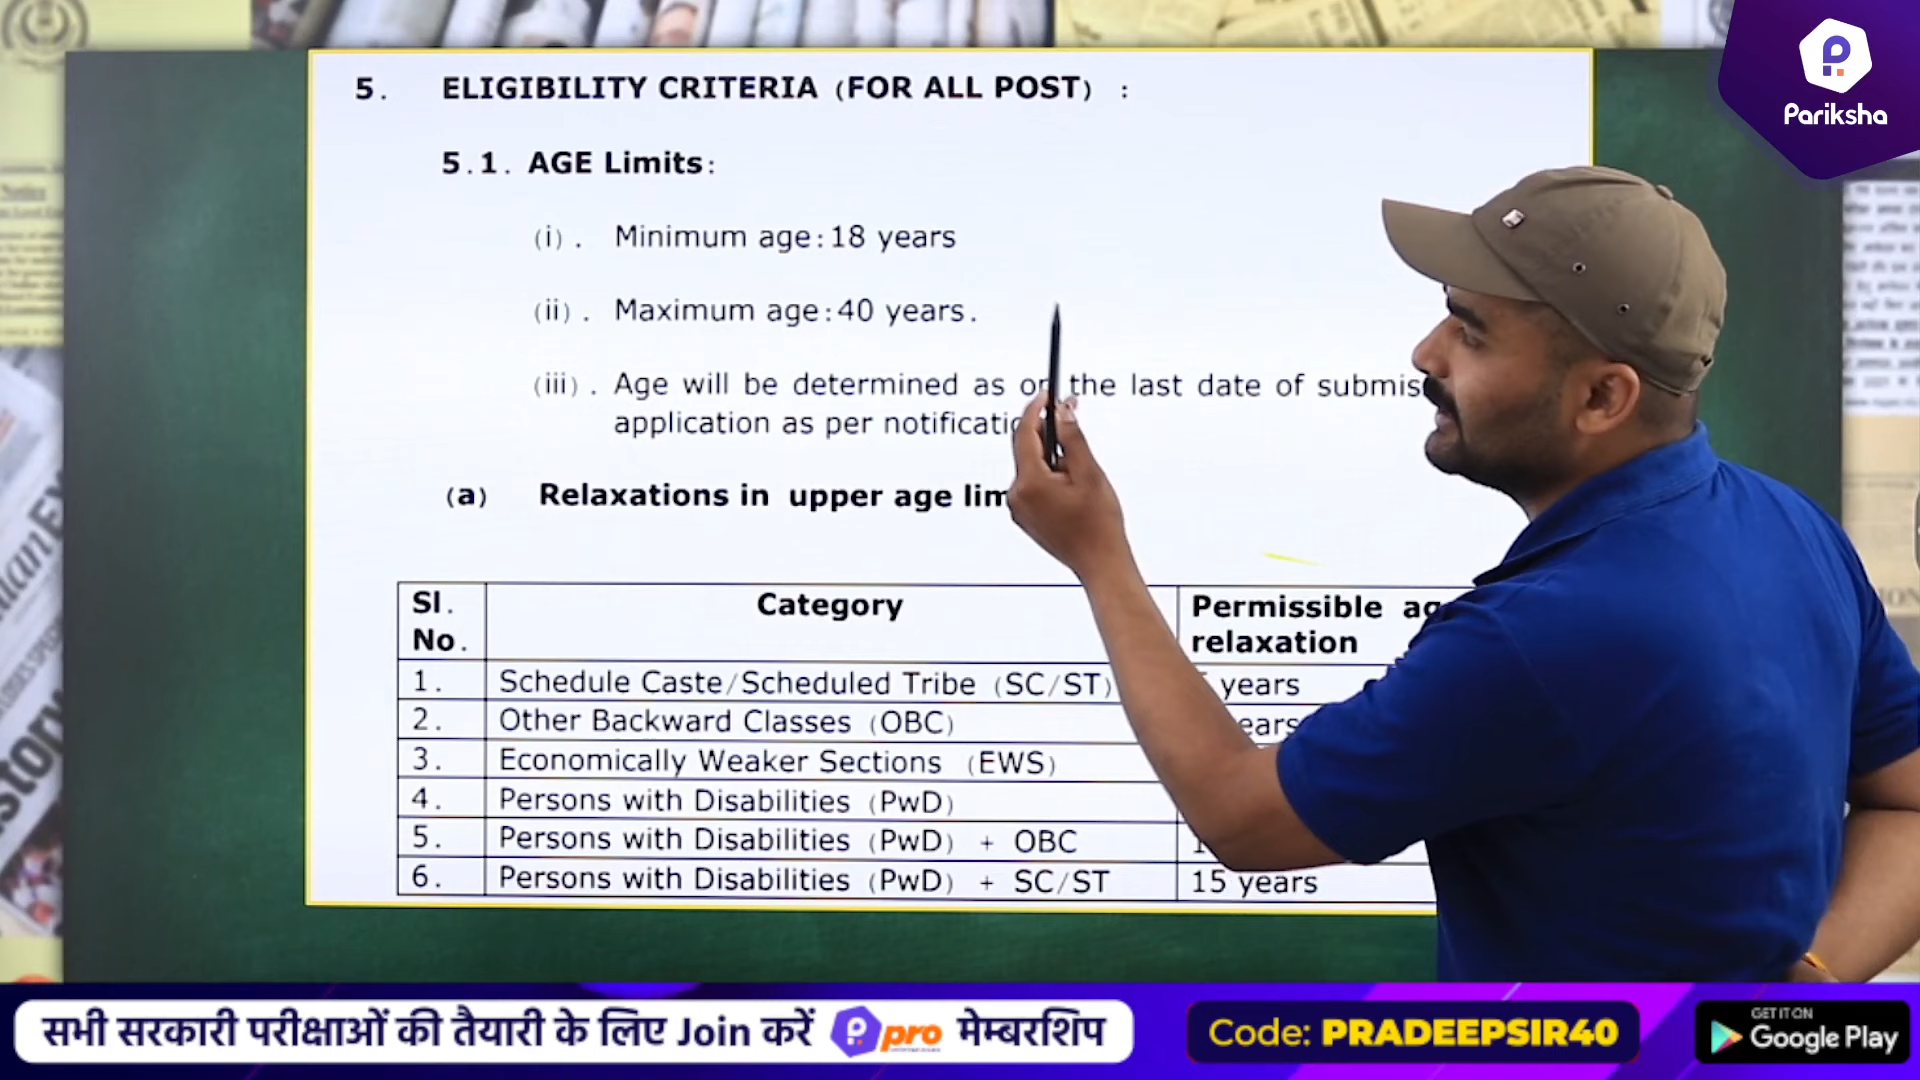 5. ELIGIBILITY CRITERIA (FOR ALL POST) :
5.1. AGE Limits:
(i). Minimum age:18 years
(ii). Maximum age:40 years.
(iii). Age will be determined as on the last date of
application as per
(a) Relaxations in upper age
Sl. No. Category Permissible relaxation
1. Schedule Caste/Scheduled Tribe (SC/ST) years
2. Other Backward Classes (OBC)
3. Economically Weaker Sections (EWS)
4. Persons with Disabilities (PwD)
5. Persons with Disabilities (PwD) + OBC
6. Persons with Disabilities (PwD) + SC/ST 15 years
Pariksha
सभी सरकारी परीक्षाओं की तैयारी के लिए Join करें pro मेम्बरशिप
Code: PRADEEPSIR40
GET IT ON
Google Play